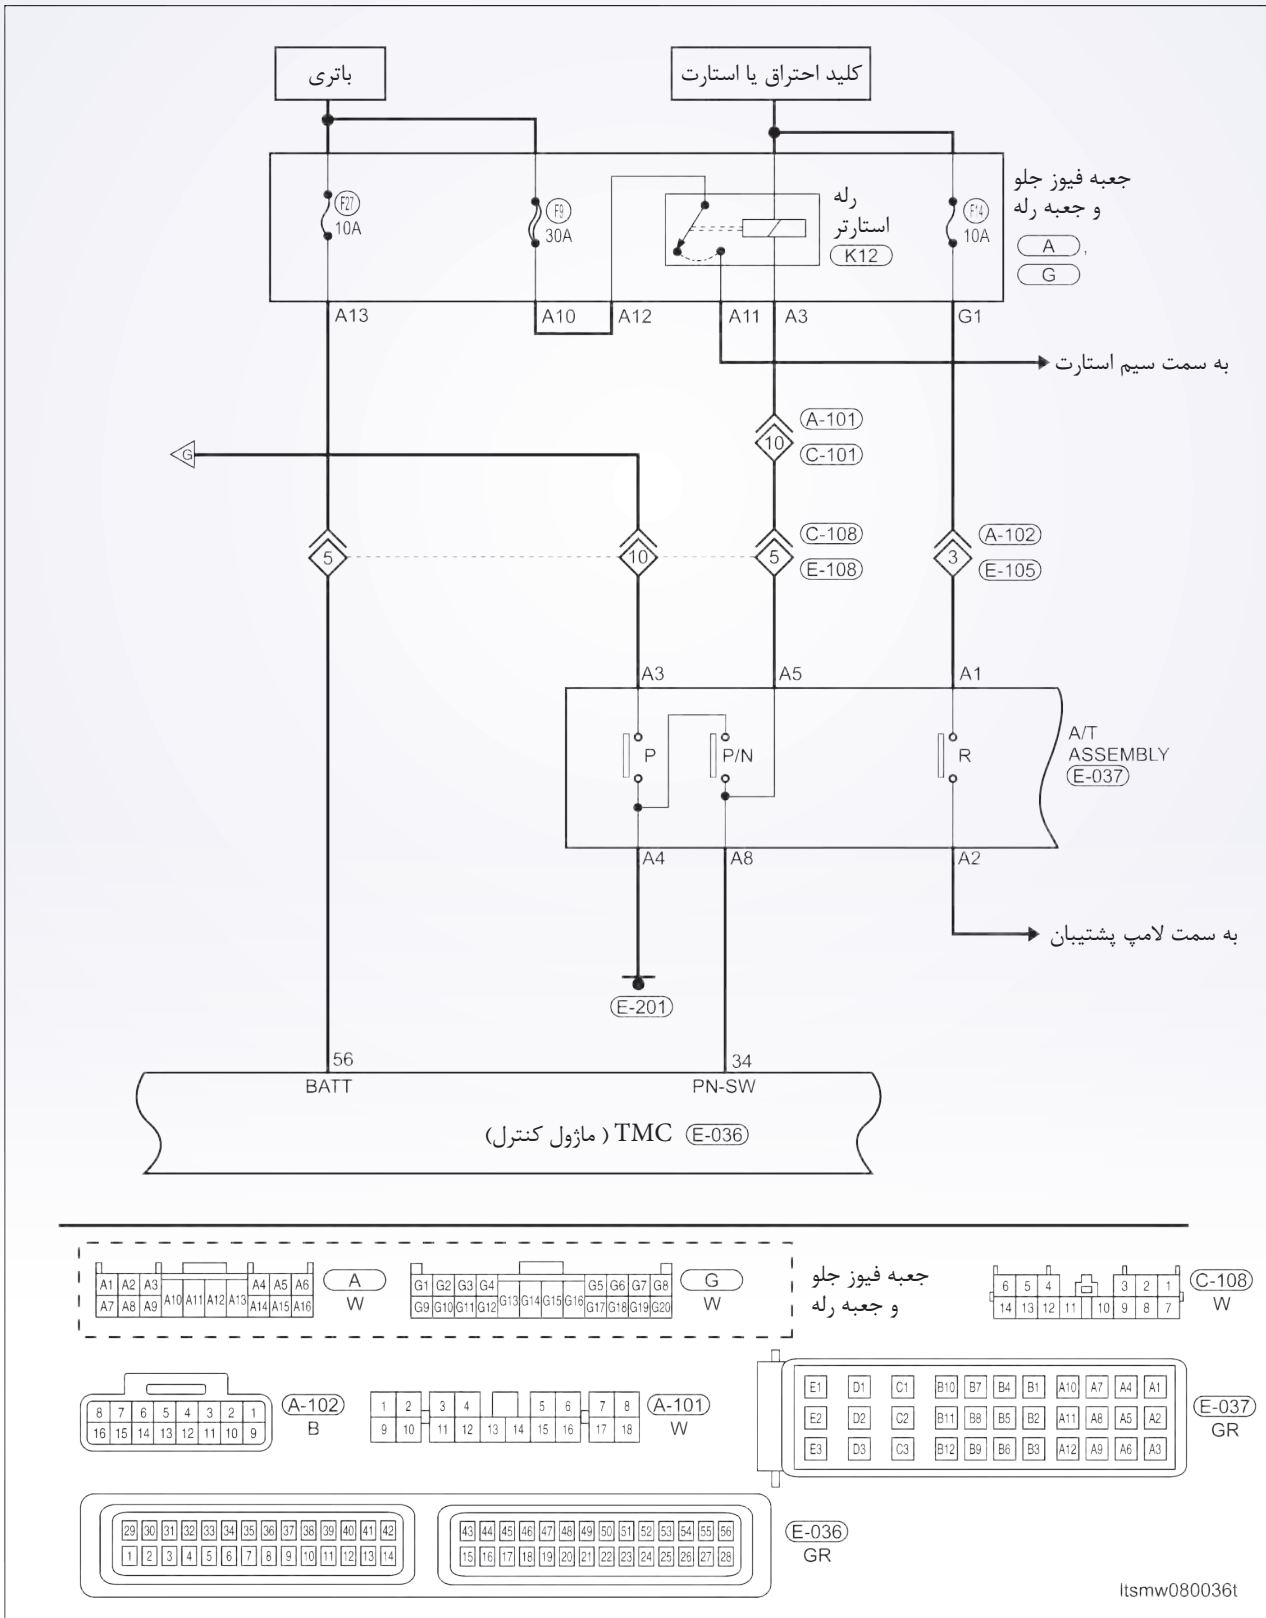 باتری
کلید احتراق یا استارت
F27
10A
F9
30A
رله
استارتر
K12
F14
10A
جعبه فیوز جلو
و جعبه رله
A ,
G
A13
A10
A12
A11
A3
G1
به سمت سیم استارت
A-101
10
C-101
G
5
10
C-108
5
E-108
A-102
3
E-105
A3
A5
A1
P
P/N
R
A/T
ASSEMBLY
E-037
A4
A8
A2
به سمت لامپ پشتیبان
E-201
56
34
BATT
PN-SW
TMC ( ماژول کنترل) E-036
A1 A2 A3 A4 A5 A6
A10 A11 A12 A13
A7 A8 A9 A14 A15 A16
A
W
G1 G2 G3 G4 G5 G6 G7 G8
G13 G14 G15 G16
G9 G10 G11 G12 G17 G18 G19 G20
G
W
جعبه فیوز جلو
و جعبه رله
6 5 4 3 2 1
14 13 12 11 10 9 8 7
C-108
W
8 7 6 5 4 3 2 1
16 15 14 13 12 11 10 9
A-102
B
1 2 3 4 5 6 7 8
9 10 11 12 13 14 15 16 17 18
A-101
W
E1 D1 C1 B10 B7 B4 B1 A10 A7 A4 A1
E2 D2 C2 B11 B8 B5 B2 A11 A8 A5 A2
E3 D3 C3 B12 B9 B6 B3 A12 A9 A6 A3
E-037
GR
29 30 31 32 33 34 35 36 37 38 39 40 41 42
1 2 3 4 5 6 7 8 9 10 11 12 13 14
43 44 45 46 47 48 49 50 51 52 53 54 55 56
15 16 17 18 19 20 21 22 23 24 25 26 27 28
E-036
GR
ltsmw080036t